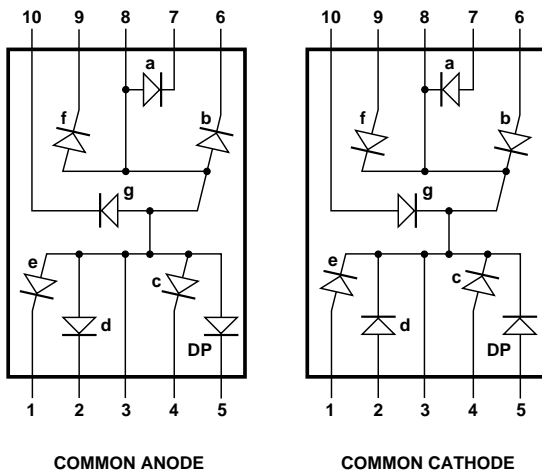 10 9 8 7 6 10 9 8 7 6
a a
f b f b
g g
e c e c
d d
DP DP
1 2 3 4 5 1 2 3 4 5
COMMON ANODE COMMON CATHODE